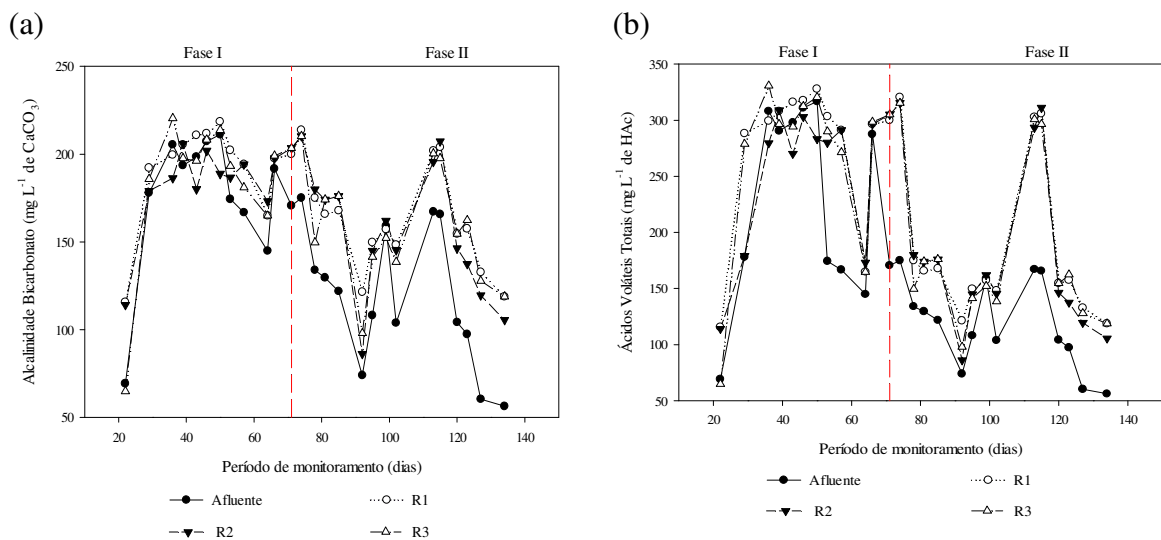 (a)
Fase I
Fase II
Alcalinidade Bicarbonato (mg L⁻¹ de CaCO₃)
250
200
150
100
50
20
40
60
80
100
120
140
Período de monitoramento (dias)
Afluente
R1
R2
R3
(b)
Fase I
Fase II
Ácidos Voláteis Totais (mg L⁻¹ de HAc)
350
300
250
200
150
100
50
20
40
60
80
100
120
140
Período de monitoramento (dias)
Afluente
R1
R2
R3